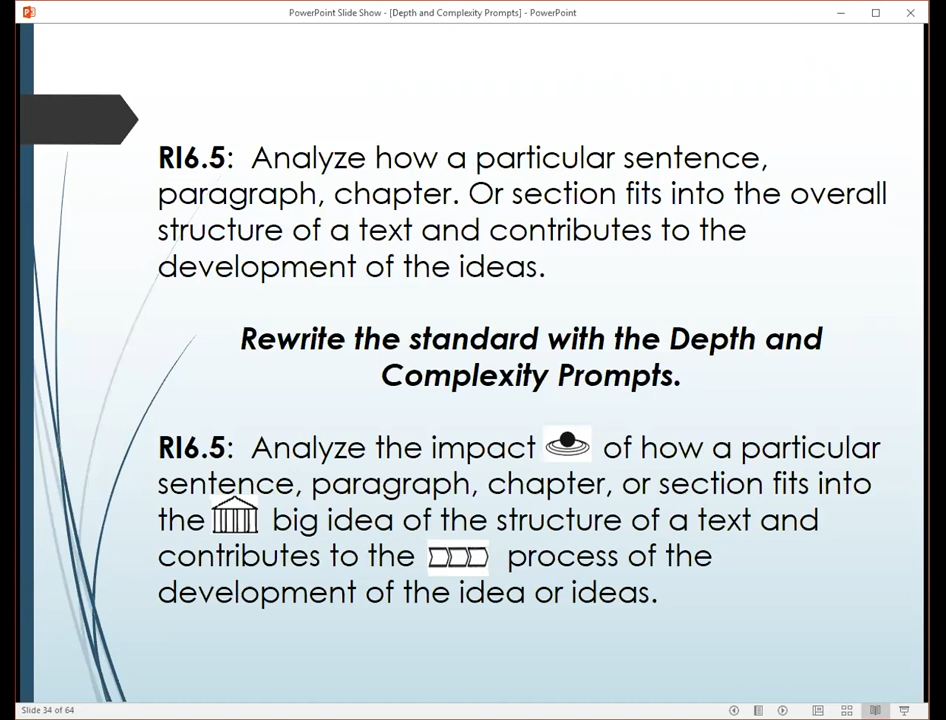 PowerPoint Slide Show - [Depth and Complexity Prompts] - PowerPoint
RI6.5: Analyze how a particular sentence,
paragraph, chapter. Or section fits into the overall
structure of a text and contributes to the
development of the ideas.
Rewrite the standard with the Depth and
Complexity Prompts.
RI6.5: Analyze the impact of how a particular
sentence, paragraph, chapter, or section fits into
the big idea of the structure of a text and
contributes to the process of the
development of the idea or ideas.
Slide 34 of 64